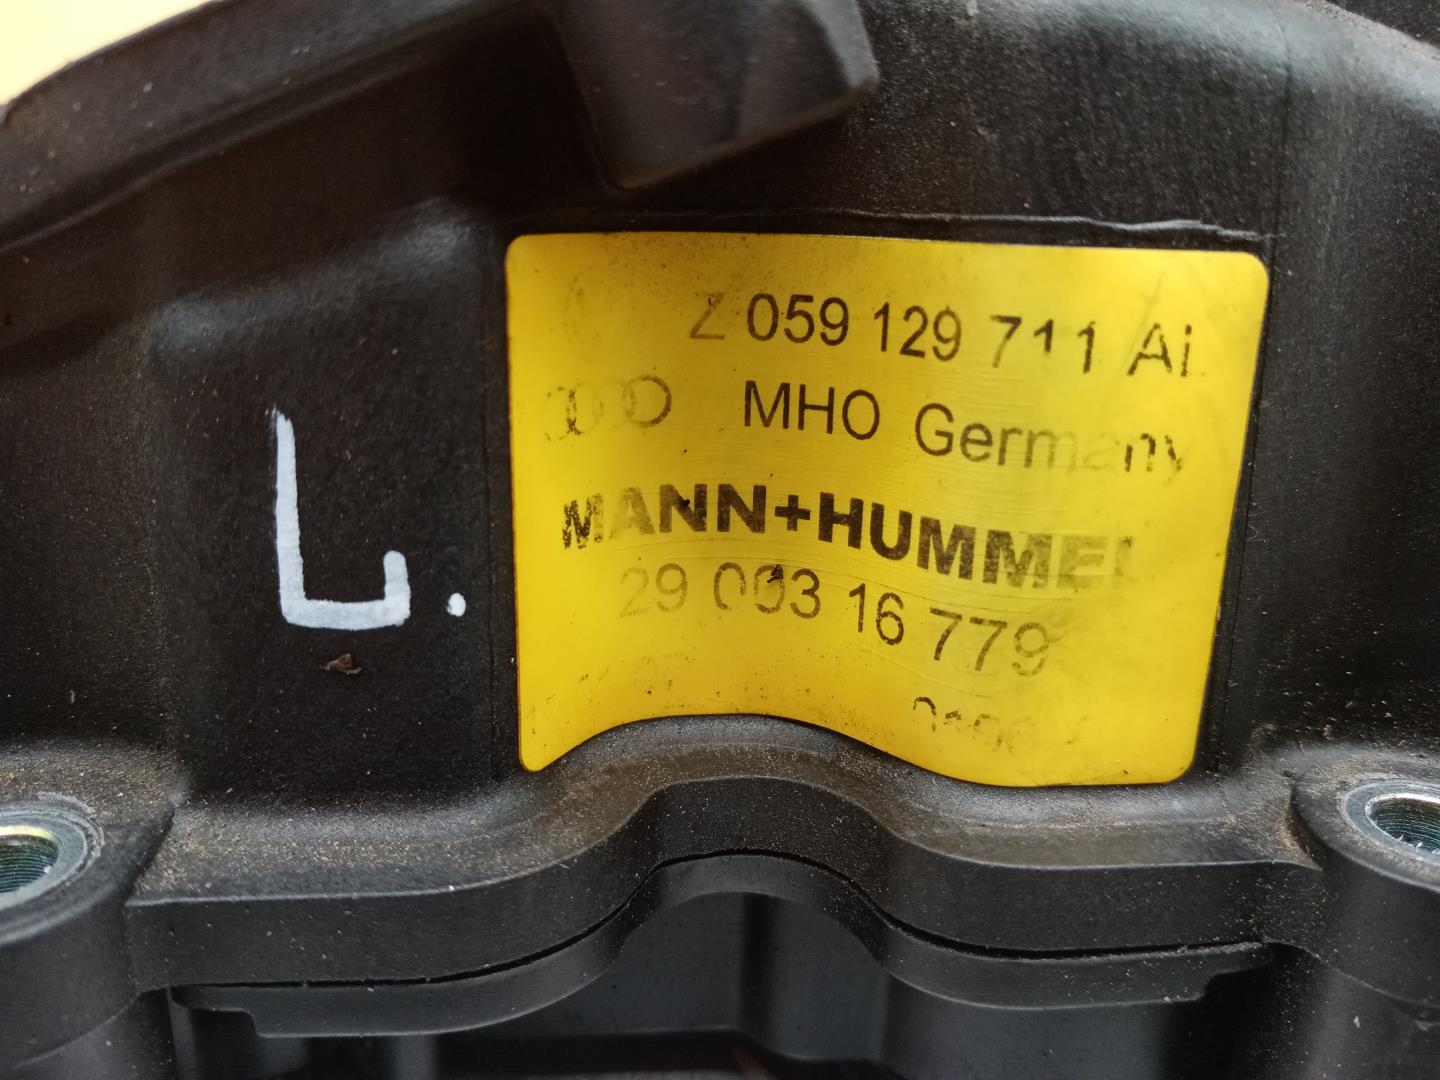 Z 059 129 711 AL
MHO Germany
MANN+HUMMEL
29 003 16 779
L.